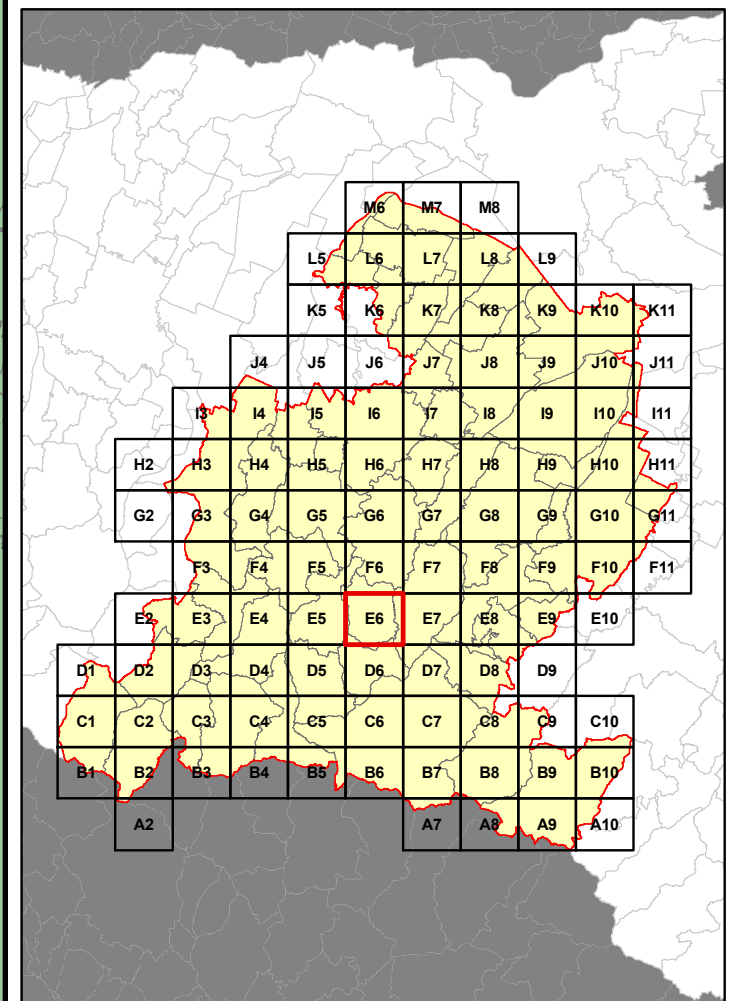 M6 M7 M8
L5 L6 L7 L8 L9
K5 K6 K7 K8 K9 K10 K11
J4 J5 J6 J7 J8 J9 J10 J11
I3 I4 I5 I6 I7 I8 I9 I10 I11
H2 H3 H4 H5 H6 H7 H8 H9 H10 H11
G2 G3 G4 G5 G6 G7 G8 G9 G10 G11
F3 F4 F5 F6 F7 F8 F9 F10 F11
E2 E3 E4 E5 E6 E7 E8 E9 E10
D1 D2 D3 D4 D5 D6 D7 D8 D9
C1 C2 C3 C4 C5 C6 C7 C8 C9 C10
B1 B2 B3 B4 B5 B6 B7 B8 B9 B10
A2 A7 A8 A9 A10